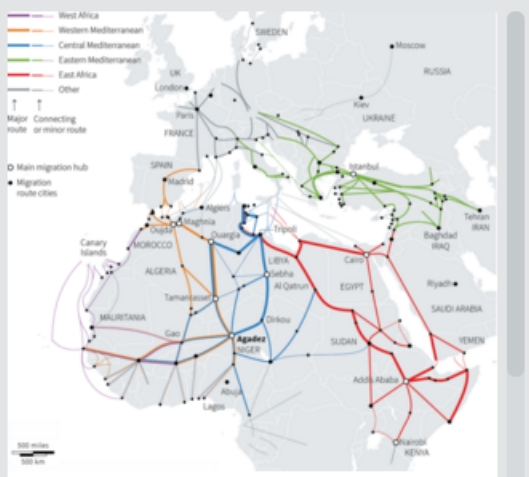 West Africa
Western Mediterranean
Central Mediterranean
Eastern Mediterranean
East Africa
Other
Major route
Connecting or minor route
Main migration hub
Migration route cities
SWEDEN
Moscow
RUSSIA
UK
London
Kiev
UKRAINE
Paris
FRANCE
SPAIN
Madrid
Istanbul
Tehran
IRAN
Baghdad
IRAQ
Algiers
Oujda
Maghnia
Ouargla
Tripoli
Canary Islands
MOROCCO
Cairo
LIBYA
Sebha
Al Qatrun
EGYPT
Riyadh
SAUDI ARABIA
ALGERIA
Tamanrasset
MAURITANIA
Dirkou
Gao
Agadez
NIGER
SUDAN
YEMEN
Addis Ababa
Abuja
Lagos
Nairobi
KENYA
500 miles
500 km